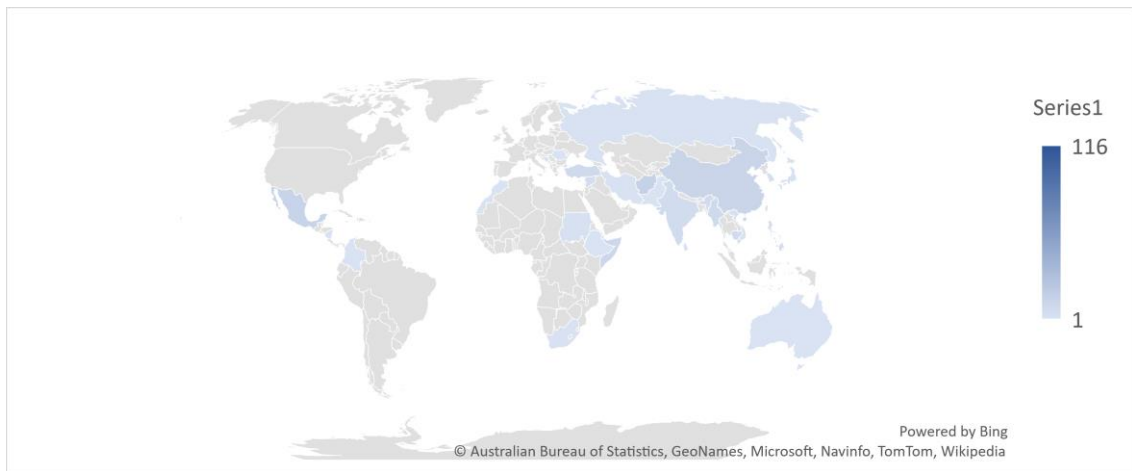 Series1
116
1
Powered by Bing
© Australian Bureau of Statistics, GeoNames, Microsoft, Navinfo, TomTom, Wikipedia